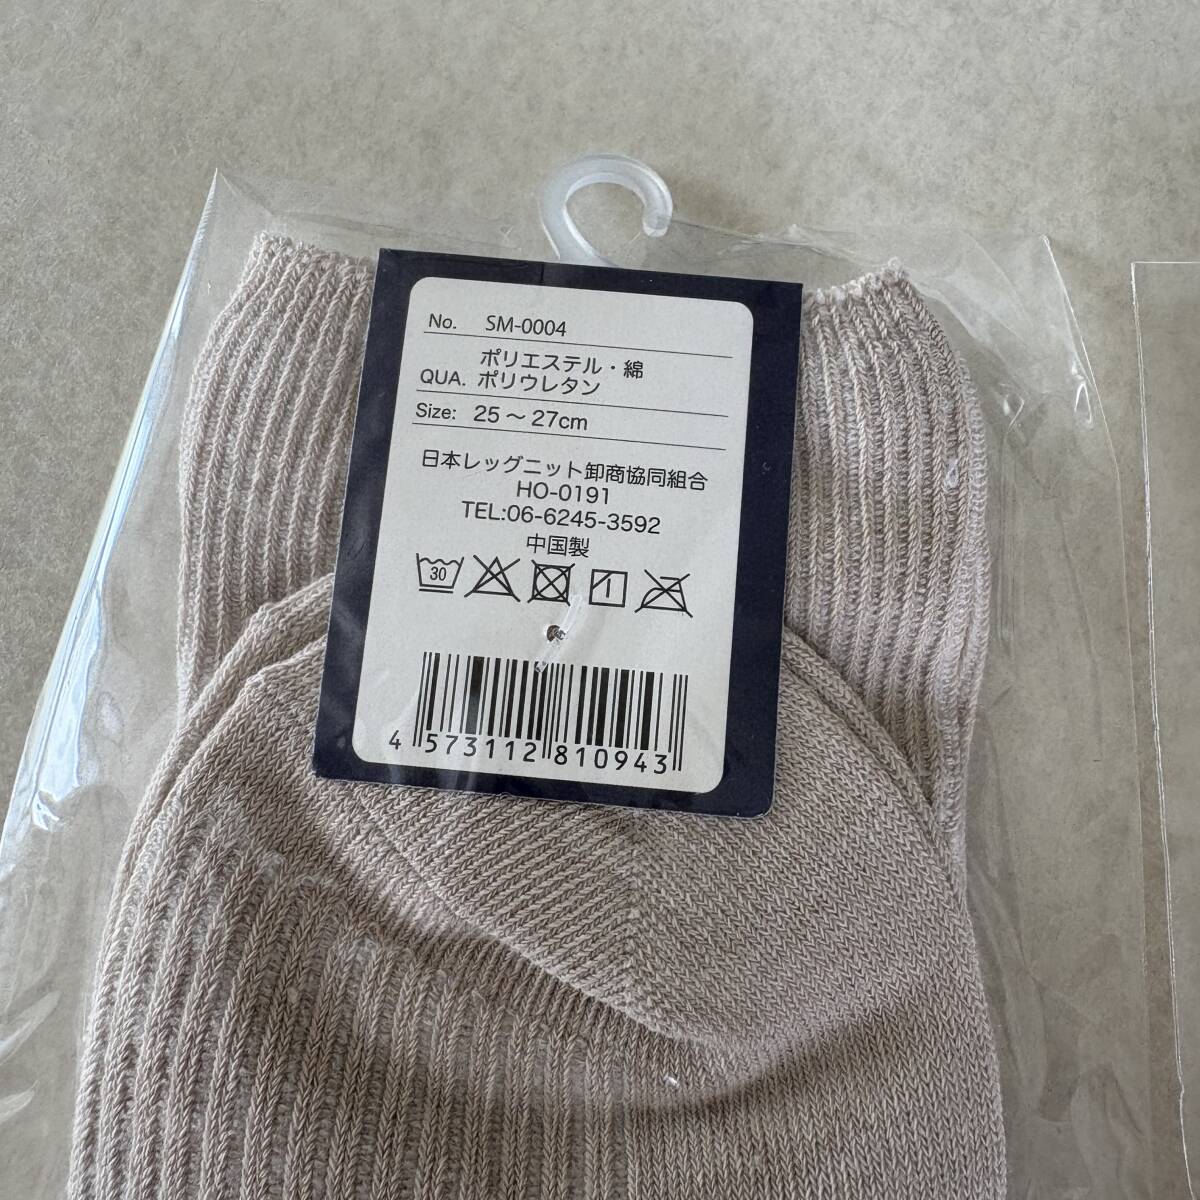 No. SM-0004
ポリエステル・綿
QUA. ポリウレタン
Size: 25～27cm
日本レッグニット卸商協同組合
HO-0191
TEL:06-6245-3592
中国製
30
4 573112 810943